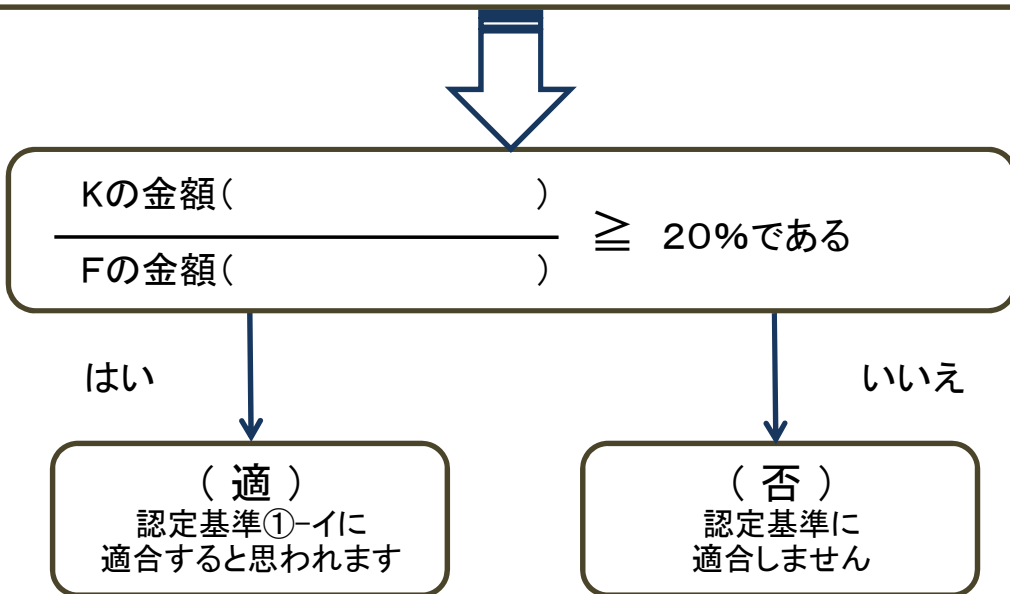 Kの金額(　　　　　　　　　　)
Fの金額(　　　　　　　　　　)
≧ 20%である
はい
いいえ
( 適 )
認定基準①-イに
適合すると思われます
( 否 )
認定基準に
適合しません